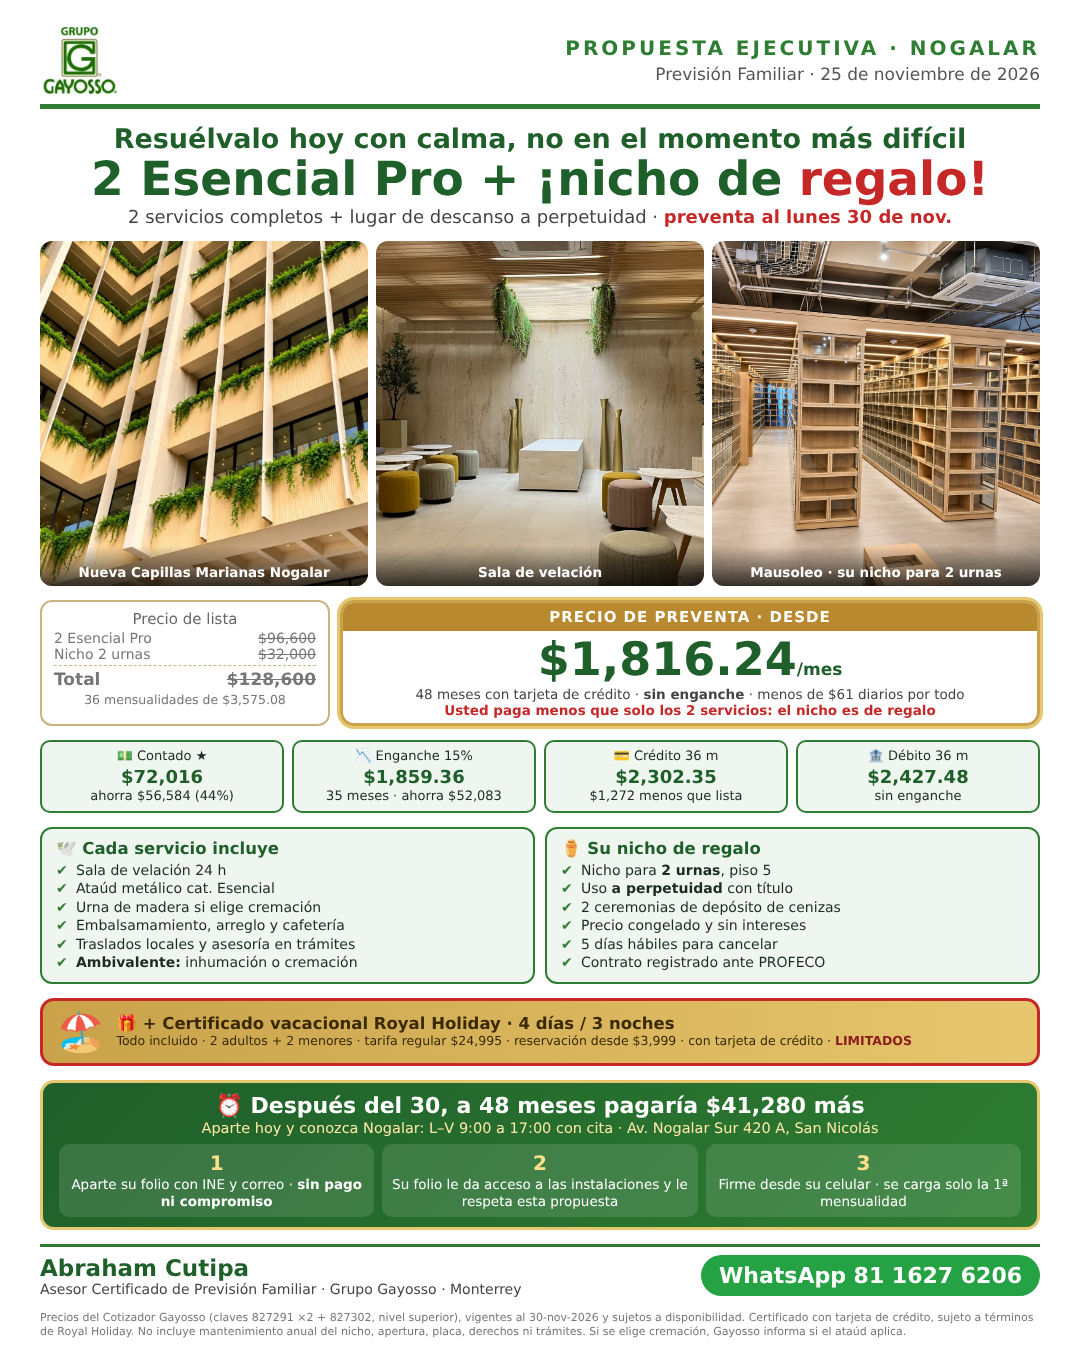 GRUPO
GAYOSSO.
PROPUESTA EJECUTIVA · NOGALAR
Previsión Familiar · 25 de noviembre de 2026
Resuélvalo hoy con calma, no en el momento más difícil
2 Esencial Pro + ¡nicho de regalo!
2 servicios completos + lugar de descanso a perpetuidad · preventa al lunes 30 de nov.
Nueva Capillas Marianas Nogalar
Sala de velación
Mausoleo · su nicho para 2 urnas
Precio de lista
2 Esencial Pro $96,600
Nicho 2 urnas $32,000
Total $128,600
36 mensualidades de $3,575.08
PRECIO DE PREVENTA · DESDE
$1,816.24/mes
48 meses con tarjeta de crédito · sin enganche · menos de $61 diarios por todo
Usted paga menos que solo los 2 servicios: el nicho es de regalo
💵 Contado ★
$72,016
ahorra $56,584 (44%)
📉 Enganche 15%
$1,859.36
35 meses · ahorra $52,083
💳 Crédito 36 m
$2,302.35
$1,272 menos que lista
🏦 Débito 36 m
$2,427.48
sin enganche
🕊️ Cada servicio incluye
✔ Sala de velación 24 h
✔ Ataúd metálico cat. Esencial
✔ Urna de madera si elige cremación
✔ Embalsamamiento, arreglo y cafetería
✔ Traslados locales y asesoría en trámites
✔ Ambivalente: inhumación o cremación
⚱️ Su nicho de regalo
✔ Nicho para 2 urnas, piso 5
✔ Uso a perpetuidad con título
✔ 2 ceremonias de depósito de cenizas
✔ Precio congelado y sin intereses
✔ 5 días hábiles para cancelar
✔ Contrato registrado ante PROFECO
🎁 + Certificado vacacional Royal Holiday · 4 días / 3 noches
Todo incluido · 2 adultos + 2 menores · tarifa regular $24,995 · reservación desde $3,999 · con tarjeta de crédito · LIMITADOS
⏰ Después del 30, a 48 meses pagaría $41,280 más
Aparte hoy y conozca Nogalar: L–V 9:00 a 17:00 con cita · Av. Nogalar Sur 420 A, San Nicolás
1
Aparte su folio con INE y correo · sin pago
ni compromiso
2
Su folio le da acceso a las instalaciones y le
respeta esta propuesta
3
Firme desde su celular · se carga solo la 1ª
mensualidad
Abraham Cutipa
Asesor Certificado de Previsión Familiar · Grupo Gayosso · Monterrey
WhatsApp 81 1627 6206
Precios del Cotizador Gayosso (claves 827291 ×2 + 827302, nivel superior), vigentes al 30-nov-2026 y sujetos a disponibilidad. Certificado con tarjeta de crédito, sujeto a términos
de Royal Holiday. No incluye mantenimiento anual del nicho, apertura, placa, derechos ni trámites. Si se elige cremación, Gayosso informa si el ataúd aplica.